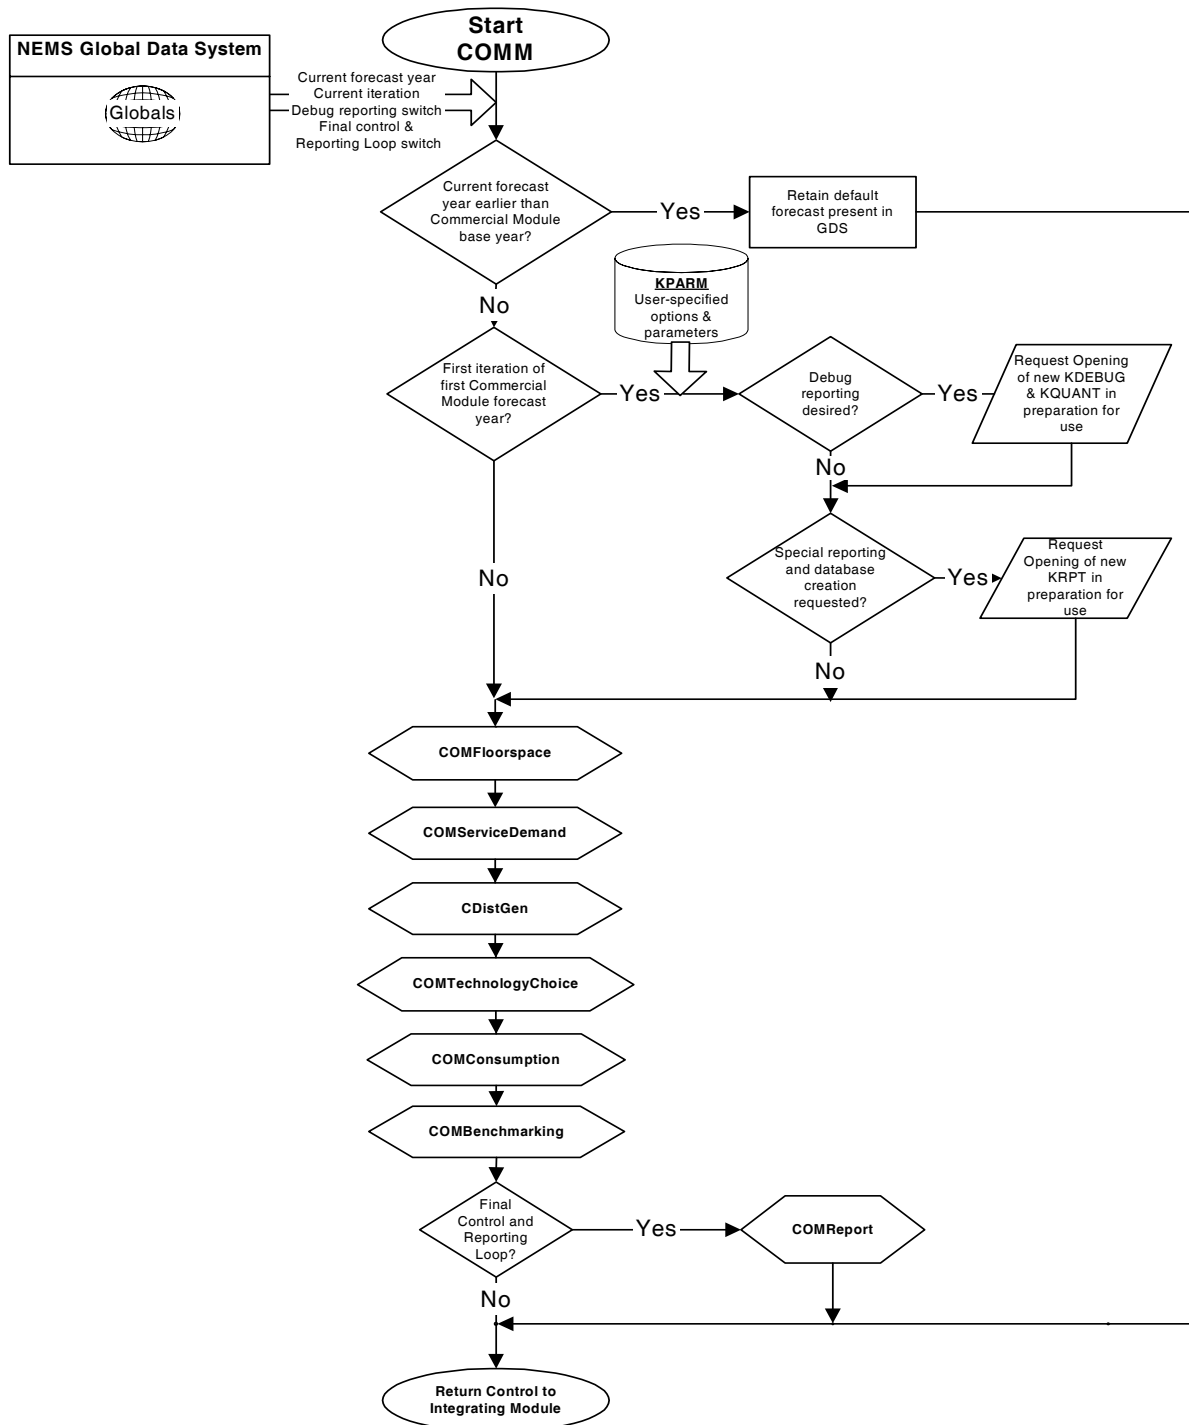 Start
COMM
NEMS Global Data System
Globals
Current forecast year
Current iteration
Debug reporting switch
Final control &
Reporting Loop switch
Current forecast
year earlier than
Commercial Module
base year?
Yes
Retain default
forecast present in
GDS
No
KPARM
User-specified
options &
parameters
First iteration of
first Commercial
Module forecast
year?
Yes
Debug
reporting
desired?
Yes
Request Opening
of new KDEBUG
& KQUANT in
preparation for
use
No
Special reporting
and database
creation
requested?
Yes
Request
Opening of new
KRPT in
preparation for
use
No
No
COMFloorspace
COMServiceDemand
CDistGen
COMTechnologyChoice
COMConsumption
COMBenchmarking
Final
Control and
Reporting
Loop?
Yes
COMReport
No
Return Control to
Integrating Module